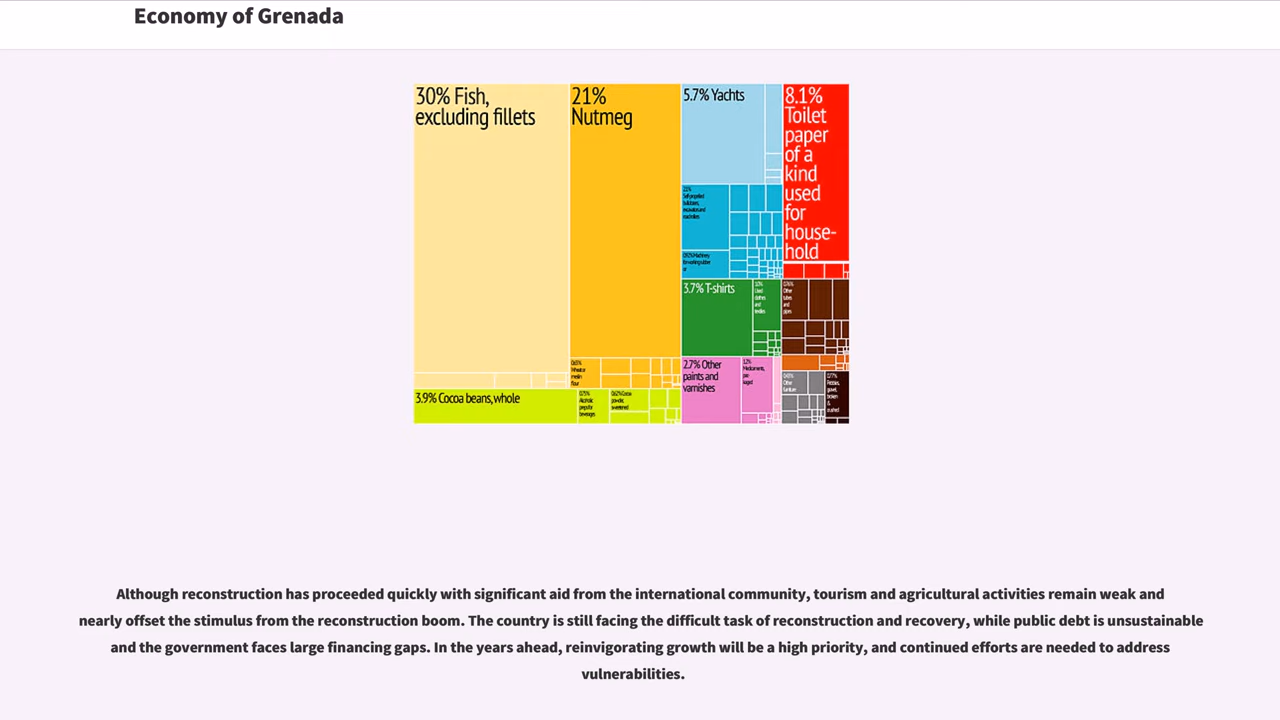 Economy of Grenada
30% Fish,
excluding fillets
21%
Nutmeg
5.7% Yachts
8.1%
Toilet
paper
of a
kind
used
for
house-
hold
3.7% T-shirts
2.7% Other
paints and
varnishes
3.9% Cocoa beans, whole
Although reconstruction has proceeded quickly with significant aid from the international community, tourism and agricultural activities remain weak and
nearly offset the stimulus from the reconstruction boom. The country is still facing the difficult task of reconstruction and recovery, while public debt is unsustainable
and the government faces large financing gaps. In the years ahead, reinvigorating growth will be a high priority, and continued efforts are needed to address
vulnerabilities.